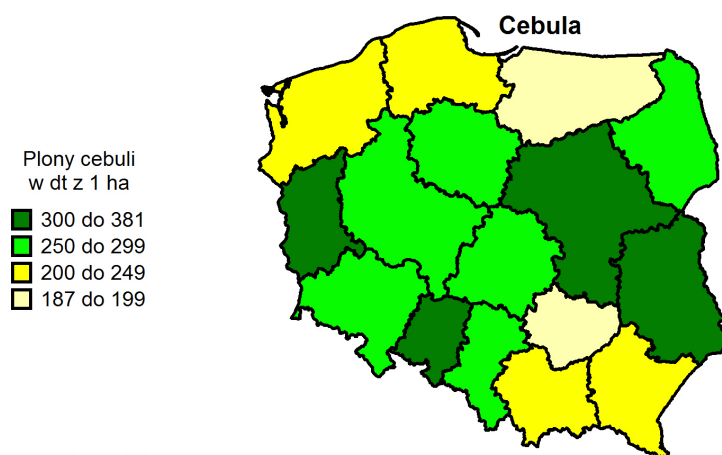 Cebula
Plony cebuli
w dt z 1 ha
300 do 381
250 do 299
200 do 249
187 do 199